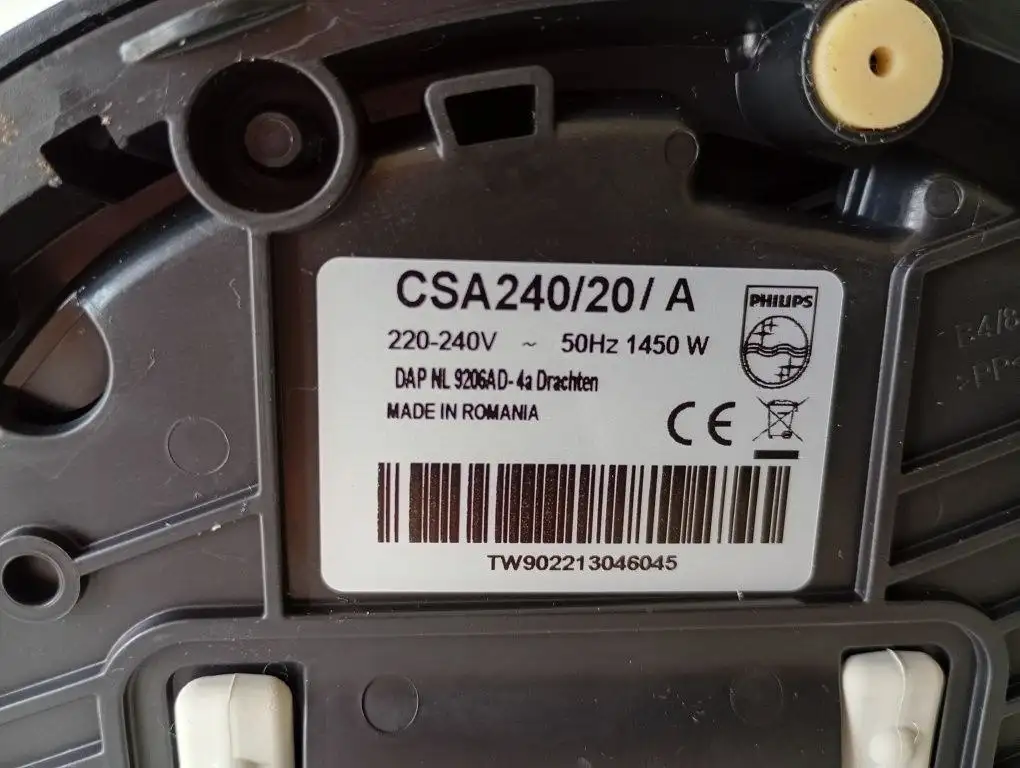 CSA240/20/ A
PHILIPS
220-240V ~ 50Hz 1450 W
DAP NL 9206AD-4a Drachten
MADE IN ROMANIA
CE
TW902213046045